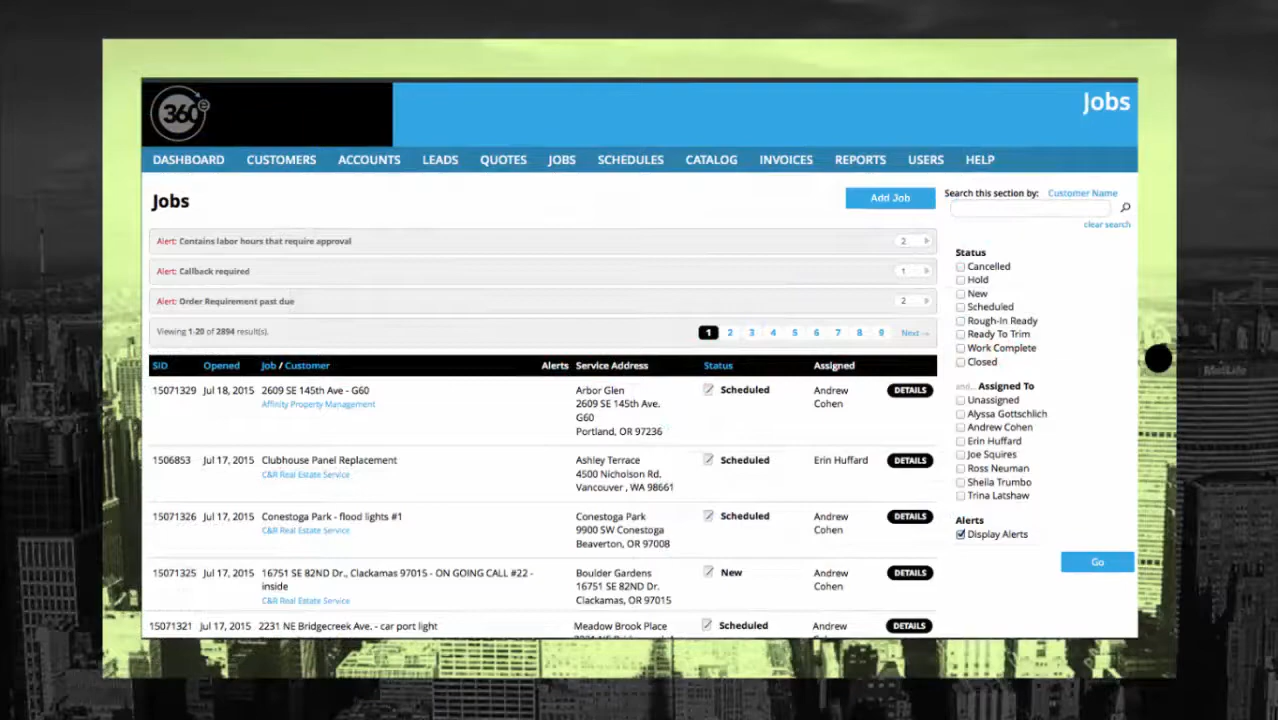 360
e
Jobs
DASHBOARD CUSTOMERS ACCOUNTS LEADS QUOTES JOBS SCHEDULES CATALOG INVOICES REPORTS USERS HELP
Jobs
Add Job
Search this section by: Customer Name
clear search
Alert: Contains labor hours that require approval 2
Alert: Callback required 1
Alert: Order Requirement past due 2
Viewing 1-20 of 2894 result(s). 1 2 3 4 5 6 7 8 9 Next →
SID Opened Job / Customer Alerts Service Address Status Assigned
15071329 Jul 18, 2015 2609 SE 145th Ave - G60 Arbor Glen Scheduled Andrew DETAILS
Affinity Property Management 2609 SE 145th Ave. Cohen
G60
Portland, OR 97236
1506853 Jul 17, 2015 Clubhouse Panel Replacement Ashley Terrace Scheduled Erin Huffard DETAILS
C&R Real Estate Service 4500 Nicholson Rd.
Vancouver , WA 98661
15071326 Jul 17, 2015 Conestoga Park - flood lights #1 Conestoga Park Scheduled Andrew DETAILS
C&R Real Estate Service 9900 SW Conestoga Cohen
Beaverton, OR 97008
15071325 Jul 17, 2015 16751 SE 82ND Dr., Clackamas 97015 - ON GOING CALL #22 - Boulder Gardens New Andrew DETAILS
inside 16751 SE 82ND Dr. Cohen
C&R Real Estate Service Clackamas, OR 97015
15071321 Jul 17, 2015 2231 NE Bridgecreek Ave. - car port light Meadow Brook Place Scheduled Andrew DETAILS
Status
Cancelled
Hold
New
Scheduled
Rough-In Ready
Ready To Trim
Work Complete
Closed
and... Assigned To
Unassigned
Alyssa Gottschlich
Andrew Cohen
Erin Huffard
Joe Squires
Ross Neuman
Sheila Trumbo
Trina Latshaw
Alerts
Display Alerts
Go
MetLife